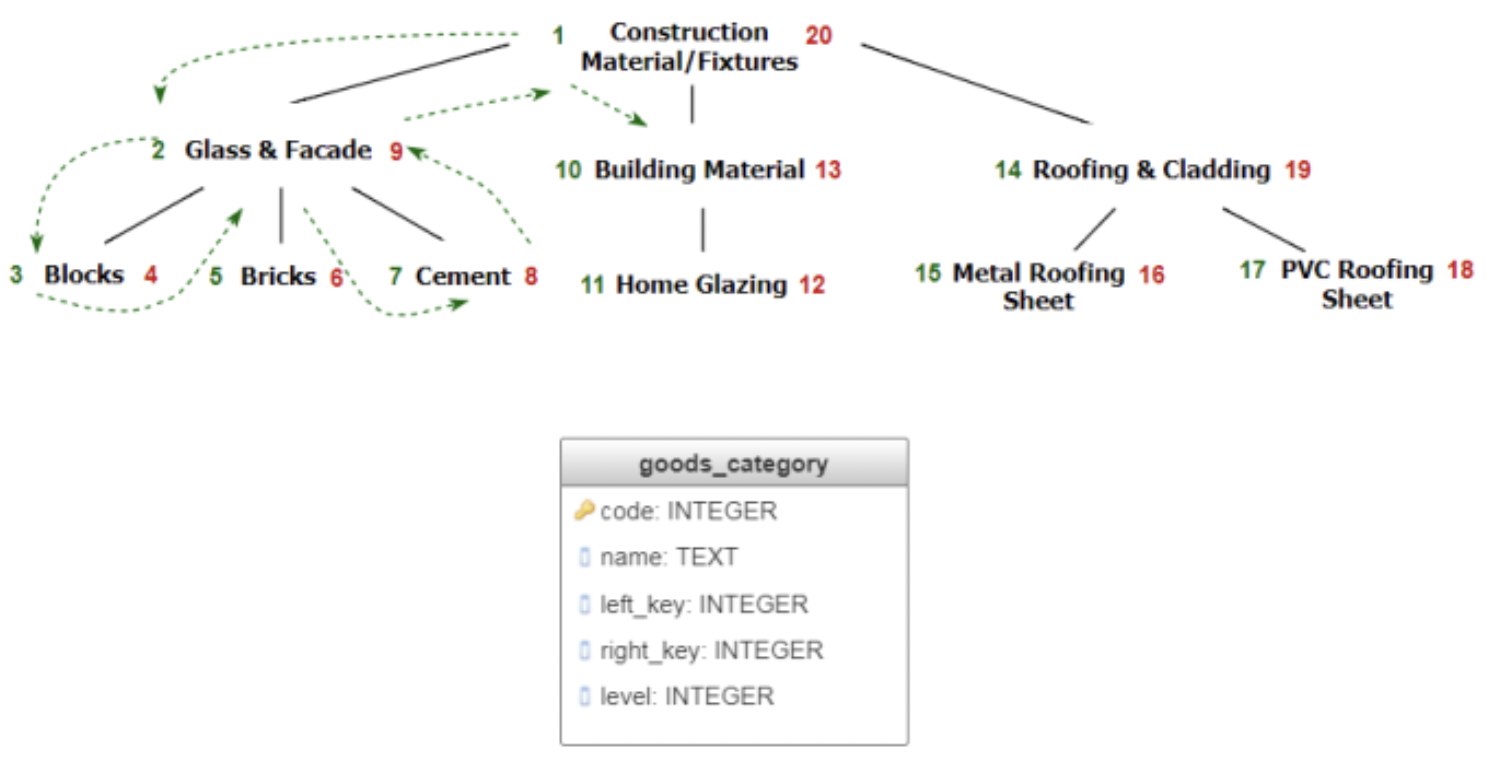 1 Construction 20
Material/Fixtures
2 Glass & Facade 9
10 Building Material 13
14 Roofing & Cladding 19
3 Blocks 4
5 Bricks 6
7 Cement 8
11 Home Glazing 12
15 Metal Roofing 16
Sheet
17 PVC Roofing 18
Sheet
goods_category
code: INTEGER
name: TEXT
left_key: INTEGER
right_key: INTEGER
level: INTEGER